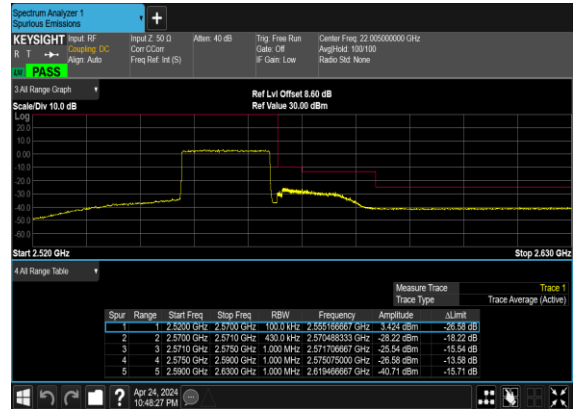 Spectrum Analyzer 1
Spurious Emissions
+
KEYSIGHT Input: RF Input Z: 50 Ω Atten: 40 dB Trig: Free Run Center Freq: 22.005000000 GHz
R T Coupling: DC Corr CCorr Gate: Off Avg|Hold: 100/100
Align: Auto Freq Ref: Int (S) IF Gain: Low Radio Std: None
PASS
3 All Range Graph Ref Lvl Offset 8.60 dB
Scale/Div 10.0 dB Ref Value 30.00 dBm
Log
20.0
10.0
0.00
-10.0
-20.0
-30.0
-40.0
-50.0
-60.0
Start 2.520 GHz Stop 2.630 GHz
4 All Range Table
Measure Trace Trace 1
Trace Type Trace Average (Active)
Spur Range Start Freq Stop Freq RBW Frequency Amplitude ΔLimit
1 1 2.5200 GHz 2.5700 GHz 100.0 kHz 2.555166667 GHz 3.424 dBm -26.58 dB
2 2 2.5700 GHz 2.5710 GHz 430.0 kHz 2.570488333 GHz -28.22 dBm -18.22 dB
3 3 2.5710 GHz 2.5750 GHz 1.000 MHz 2.571706667 GHz -25.54 dBm -15.54 dB
4 4 2.5750 GHz 2.5900 GHz 1.000 MHz 2.575075000 GHz -26.58 dBm -13.58 dB
5 5 2.5900 GHz 2.6300 GHz 1.000 MHz 2.619466667 GHz -40.71 dBm -15.71 dB
? Apr 24, 2024
10:48:27 PM